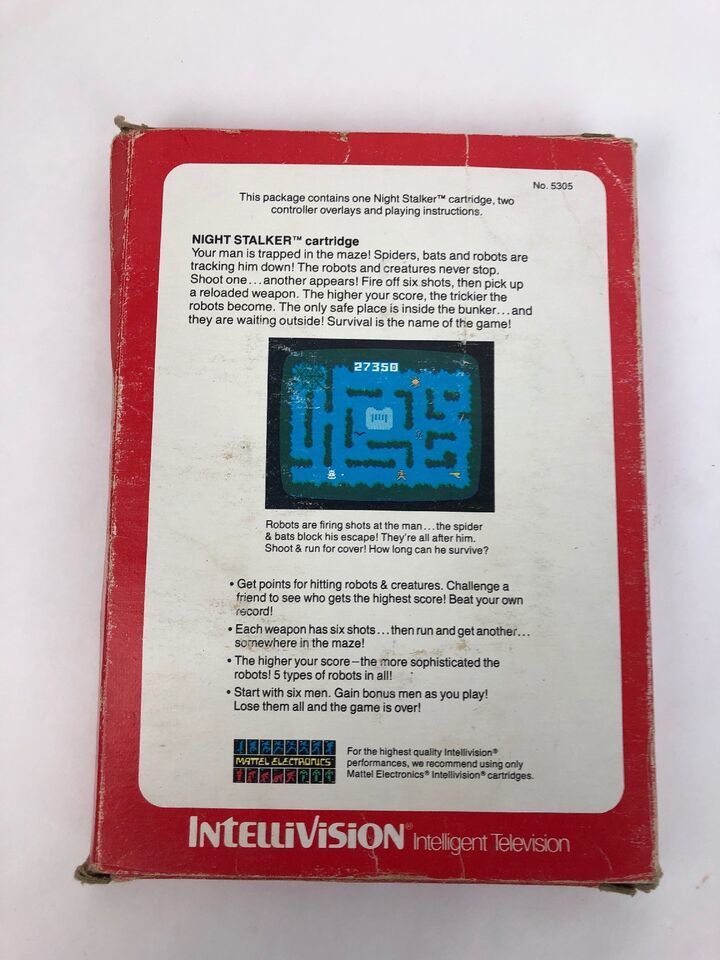 No. 5305
This package contains one Night Stalker™ cartridge, two
controller overlays and playing instructions.
NIGHT STALKER™ cartridge
Your man is trapped in the maze! Spiders, bats and robots are
tracking him down! The robots and creatures never stop.
Shoot one...another appears! Fire off six shots, then pick up
a reloaded weapon. The higher your score, the trickier the
robots become. The only safe place is inside the bunker...and
they are waiting outside! Survival is the name of the game!
27350
Robots are firing shots at the man...the spider
& bats block his escape! They're all after him.
Shoot & run for cover! How long can he survive?
• Get points for hitting robots & creatures. Challenge a
friend to see who gets the highest score! Beat your own
record!
• Each weapon has six shots...then run and get another...
somewhere in the maze!
• The higher your score—the more sophisticated the
robots! 5 types of robots in all!
• Start with six men. Gain bonus men as you play!
Lose them all and the game is over!
MATTEL ELECTRONICS®
For the highest quality Intellivision®
performances, we recommend using only
Mattel Electronics® Intellivision® cartridges.
INTELLIVISION® Intelligent Television